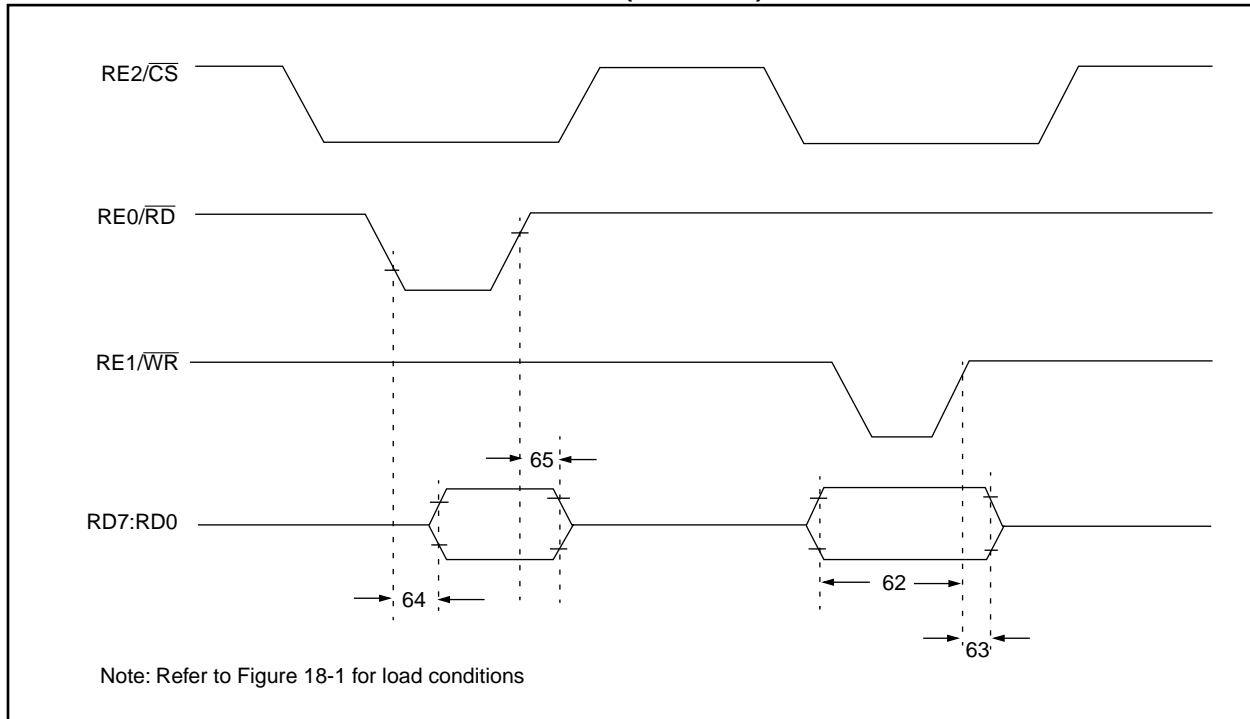 RE2/CS
RE0/RD
RE1/WR
65
RD7:RD0
62
64
63
Note: Refer to Figure 18-1 for load conditions